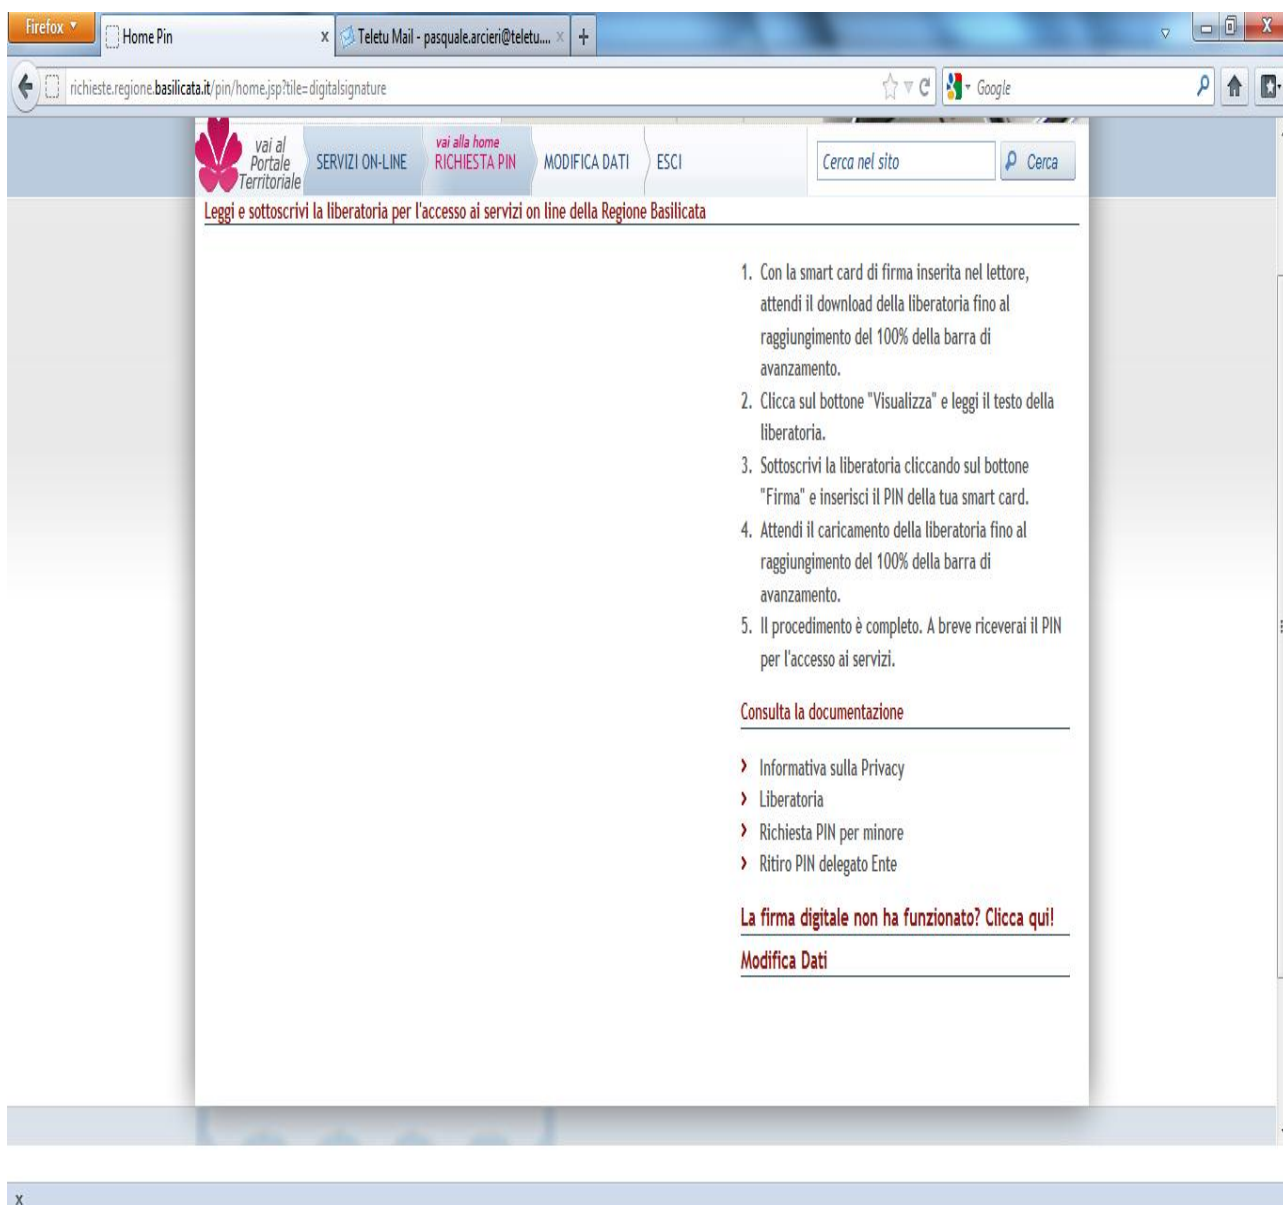 Firefox
Home Pin x
Teletu Mail - pasquale.arcieri@teletu.... x +
richieste.regione.basilicata.it/pin/home.jsp?tile=digitalsignature
Google
vai al
Portale
Territoriale
SERVIZI ON-LINE
vai alla home
RICHIESTA PIN
MODIFICA DATI
ESCI
Cerca nel sito
Cerca
Leggi e sottoscrivi la liberatoria per l'accesso ai servizi on line della Regione Basilicata
1. Con la smart card di firma inserita nel lettore,
attendi il download della liberatoria fino al
raggiungimento del 100% della barra di
avanzamento.
2. Clicca sul bottone "Visualizza" e leggi il testo della
liberatoria.
3. Sottoscrivi la liberatoria cliccando sul bottone
"Firma" e inserisci il PIN della tua smart card.
4. Attendi il caricamento della liberatoria fino al
raggiungimento del 100% della barra di
avanzamento.
5. Il procedimento è completo. A breve riceverai il PIN
per l'accesso ai servizi.
Consulta la documentazione
Informativa sulla Privacy
Liberatoria
Richiesta PIN per minore
Ritiro PIN delegato Ente
La firma digitale non ha funzionato? Clicca qui!
Modifica Dati
x